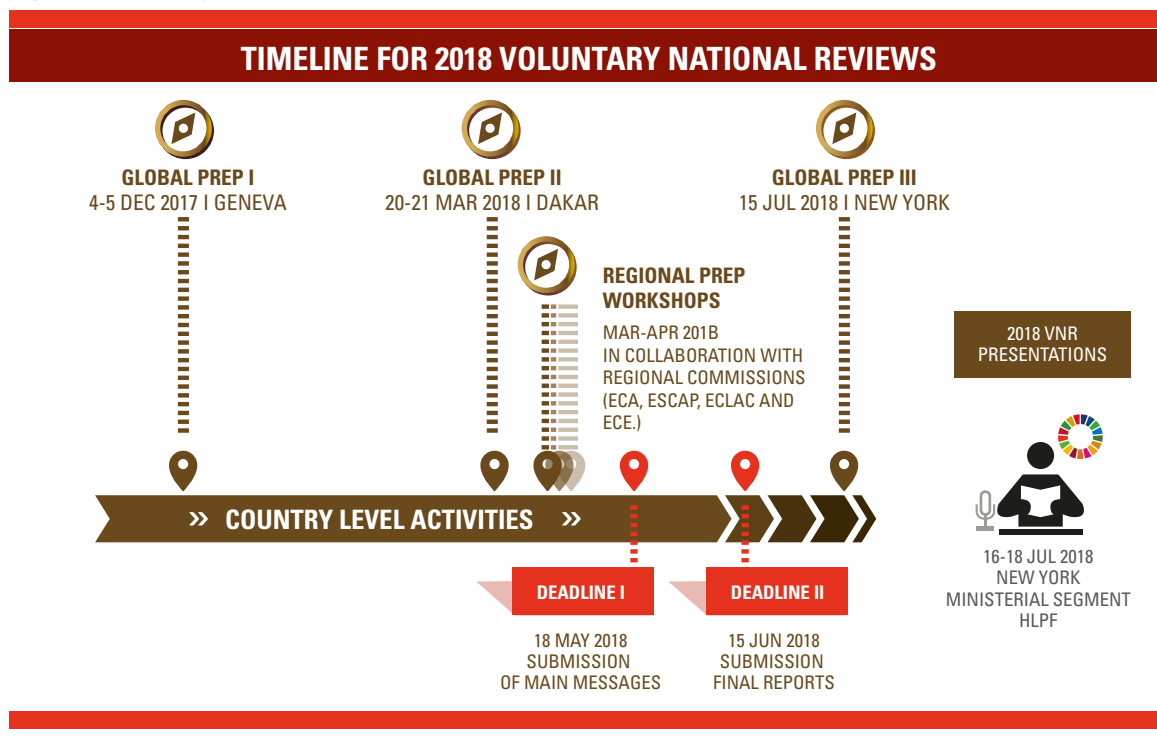 TIMELINE FOR 2018 VOLUNTARY NATIONAL REVIEWS
GLOBAL PREP I
4-5 DEC 2017 I GENEVA
GLOBAL PREP II
20-21 MAR 2018 I DAKAR
GLOBAL PREP III
15 JUL 2018 I NEW YORK
REGIONAL PREP
WORKSHOPS
MAR-APR 201B
IN COLLABORATION WITH
REGIONAL COMMISSIONS
(ECA, ESCAP, ECLAC AND
ECE.)
2018 VNR
PRESENTATIONS
» COUNTRY LEVEL ACTIVITIES »
DEADLINE I
18 MAY 2018
SUBMISSION
OF MAIN MESSAGES
DEADLINE II
15 JUN 2018
SUBMISSION
FINAL REPORTS
16-18 JUL 2018
NEW YORK
MINISTERIAL SEGMENT
HLPF